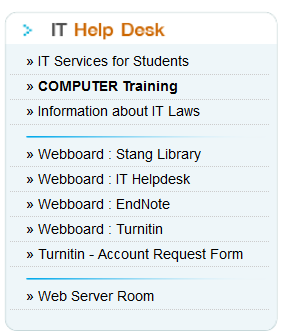 IT Help Desk
» IT Services for Students
» COMPUTER Training
» Information about IT Laws
» Webboard : Stang Library
» Webboard : IT Helpdesk
» Webboard : EndNote
» Webboard : Turnitin
» Turnitin - Account Request Form
» Web Server Room